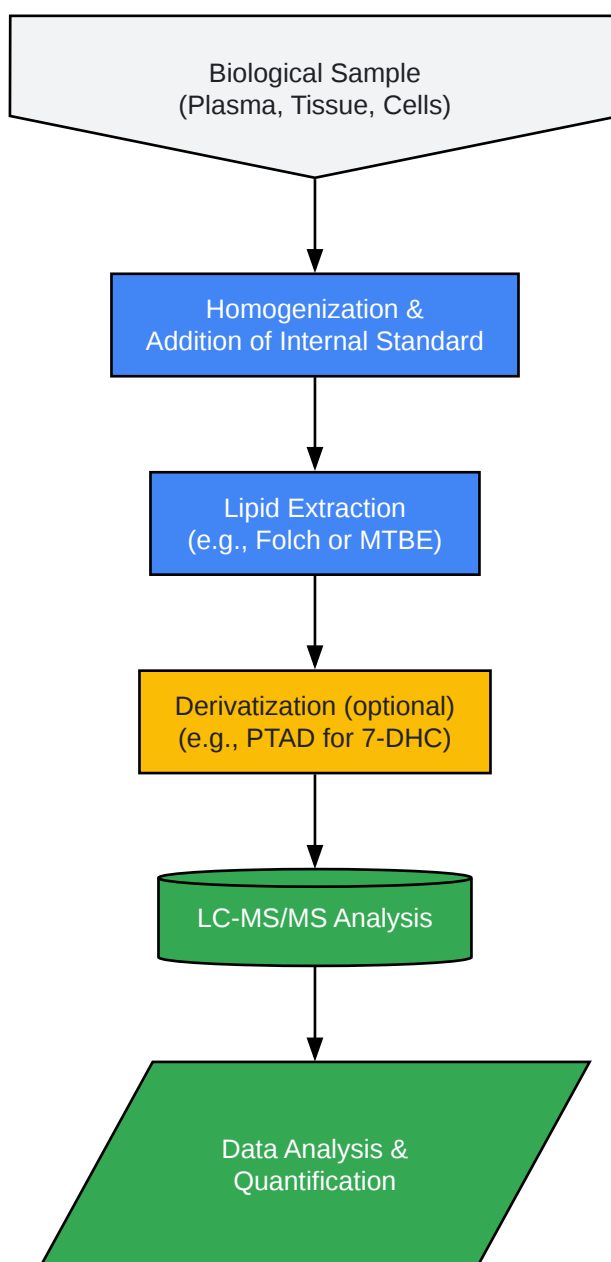 Biological Sample
(Plasma, Tissue, Cells)
Homogenization &
Addition of Internal Standard
Lipid Extraction
(e.g., Folch or MTBE)
Derivatization (optional)
(e.g., PTAD for 7-DHC)
LC-MS/MS Analysis
Data Analysis &
Quantification